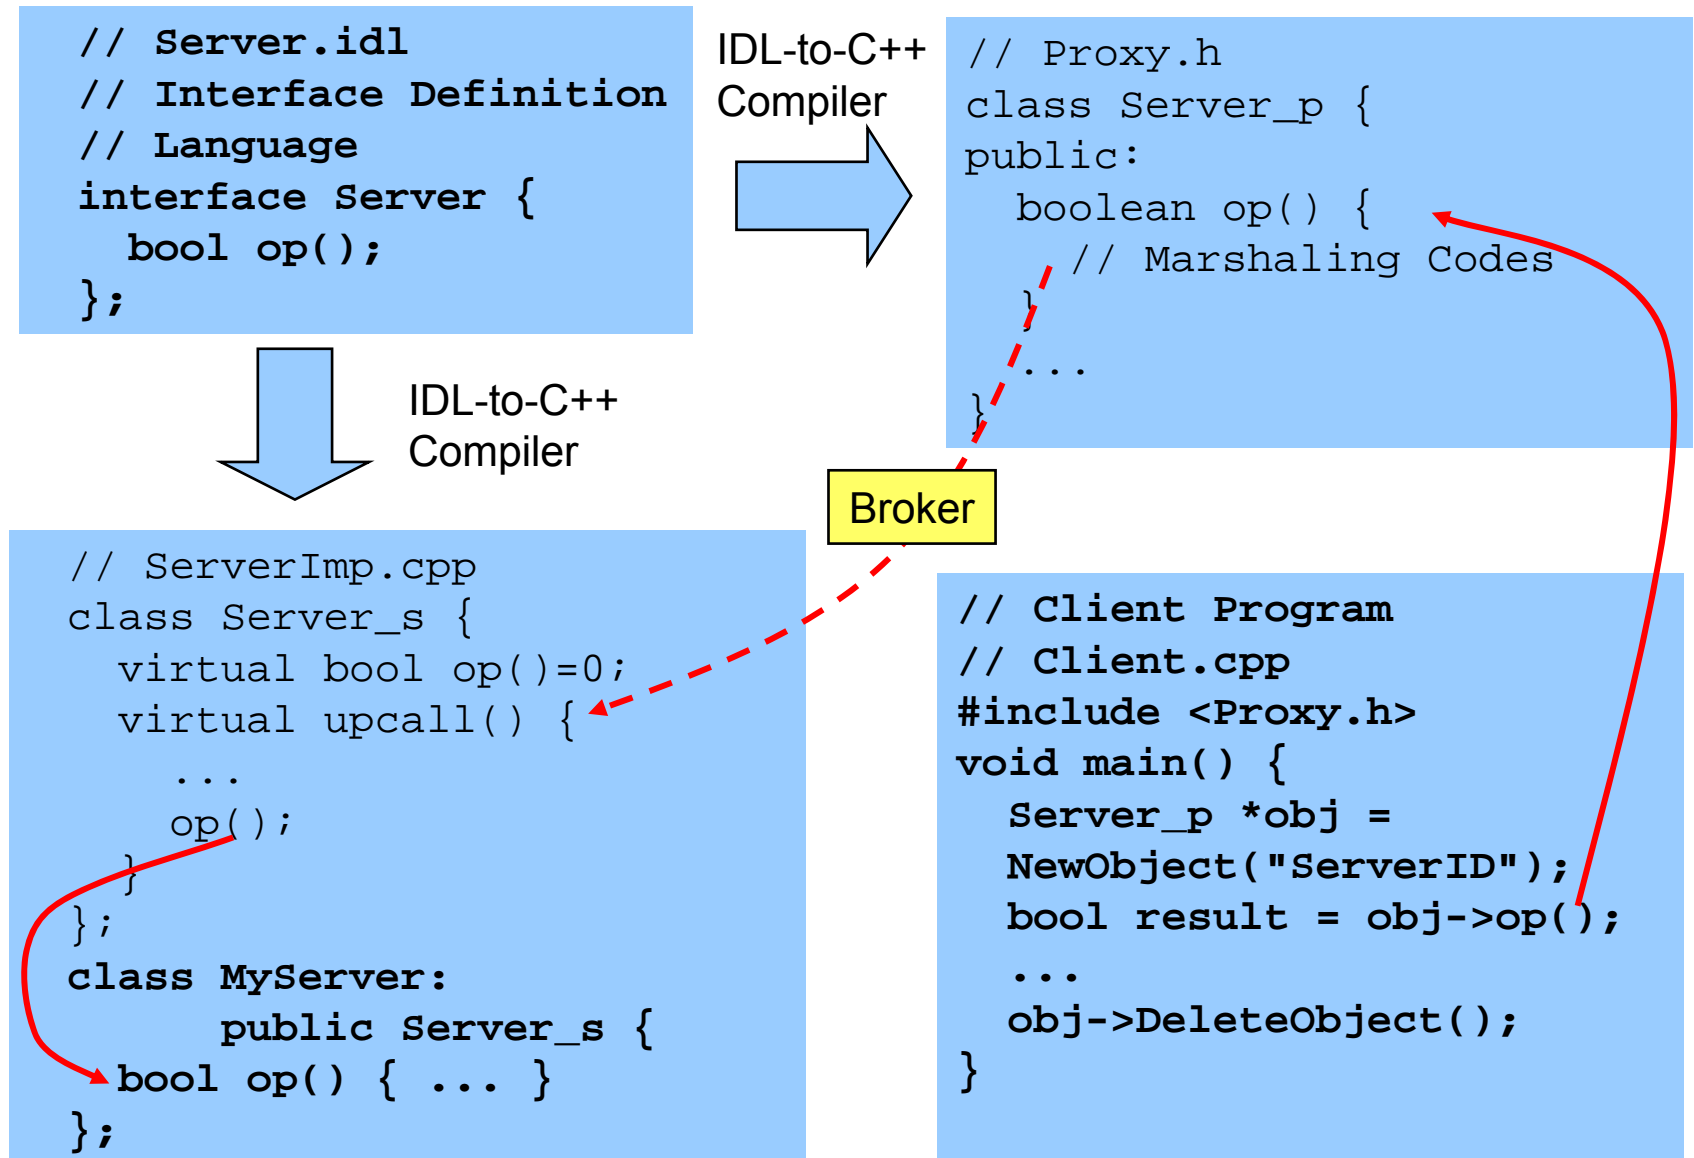 // Server.idl
// Interface Definition
// Language
interface Server {
  bool op();
};
IDL-to-C++
Compiler
// Proxy.h
class Server_p {
public:
  boolean op() {
    // Marshaling Codes
  }
  ...
}
IDL-to-C++
Compiler
Broker
// ServerImp.cpp
class Server_s {
  virtual bool op()=0;
  virtual upcall() {
    ...
    op();
  }
};
class MyServer:
      public Server_s {
  bool op() { ... }
};
// Client Program
// Client.cpp
#include <Proxy.h>
void main() {
  Server_p *obj =
  NewObject("ServerID");
  bool result = obj->op();
  ...
  obj->DeleteObject();
}